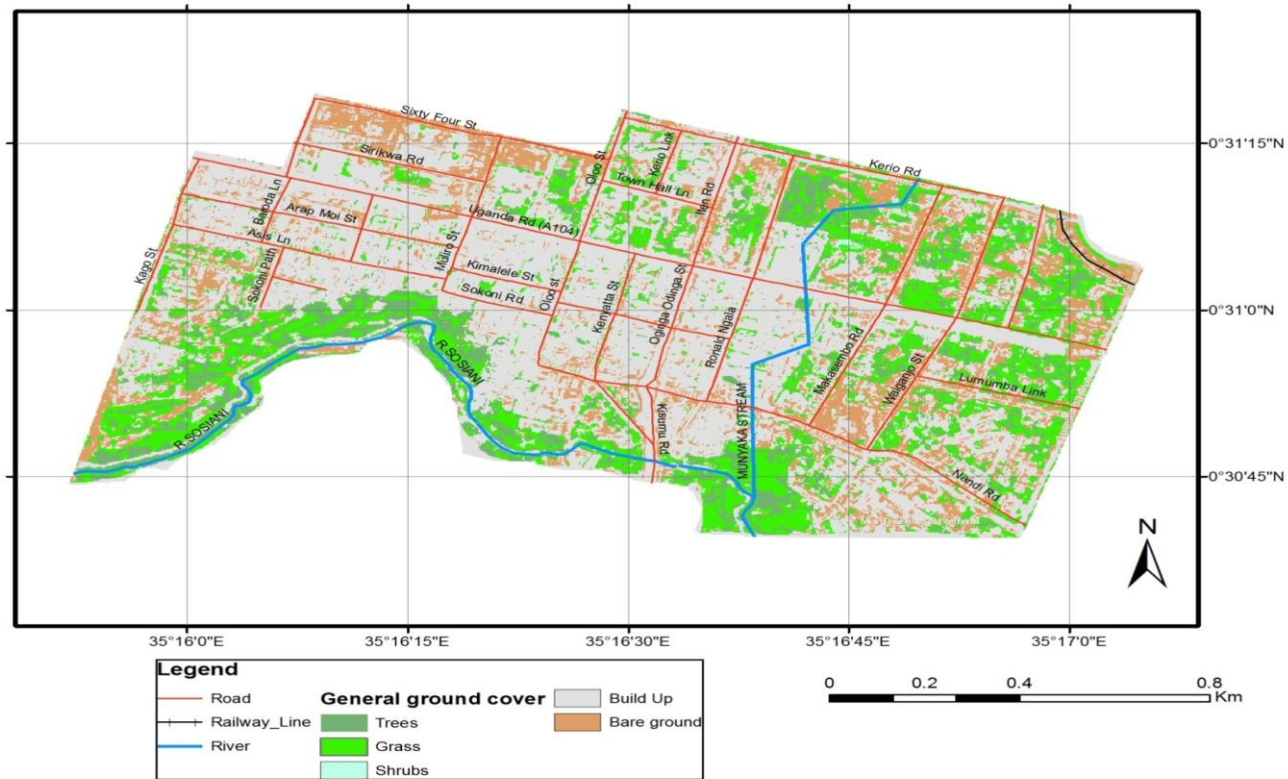 Sixty Four St
Sirikwa Rd
Oloo St
Kerio Link
Kerio Rd
0°31'15"N
Town Hall Ln
Iten Rd
Baroda Ln
Arap Moi St
Uganda Rd (A104)
Asis Ln
Muliro St
Kago St
Sokoni Path
Kimalele St
Sokoni Rd
Oloo st
Kenyatta St
Oginga Odinga St
Ronald Ngala
0°31'0"N
R.SOSIANI
Makasembo Rd
Waiganjo St
Lumumba Link
R.SOSIANI
Kisumu Rd
MUNYAKA STREAM
Nandi Rd
0°30'45"N
N
35°16'0"E
35°16'15"E
35°16'30"E
35°16'45"E
35°17'0"E
Legend
Road
Railway_Line
River
General ground cover
Trees
Grass
Shrubs
Build Up
Bare ground
0 0.2 0.4 0.8
Km